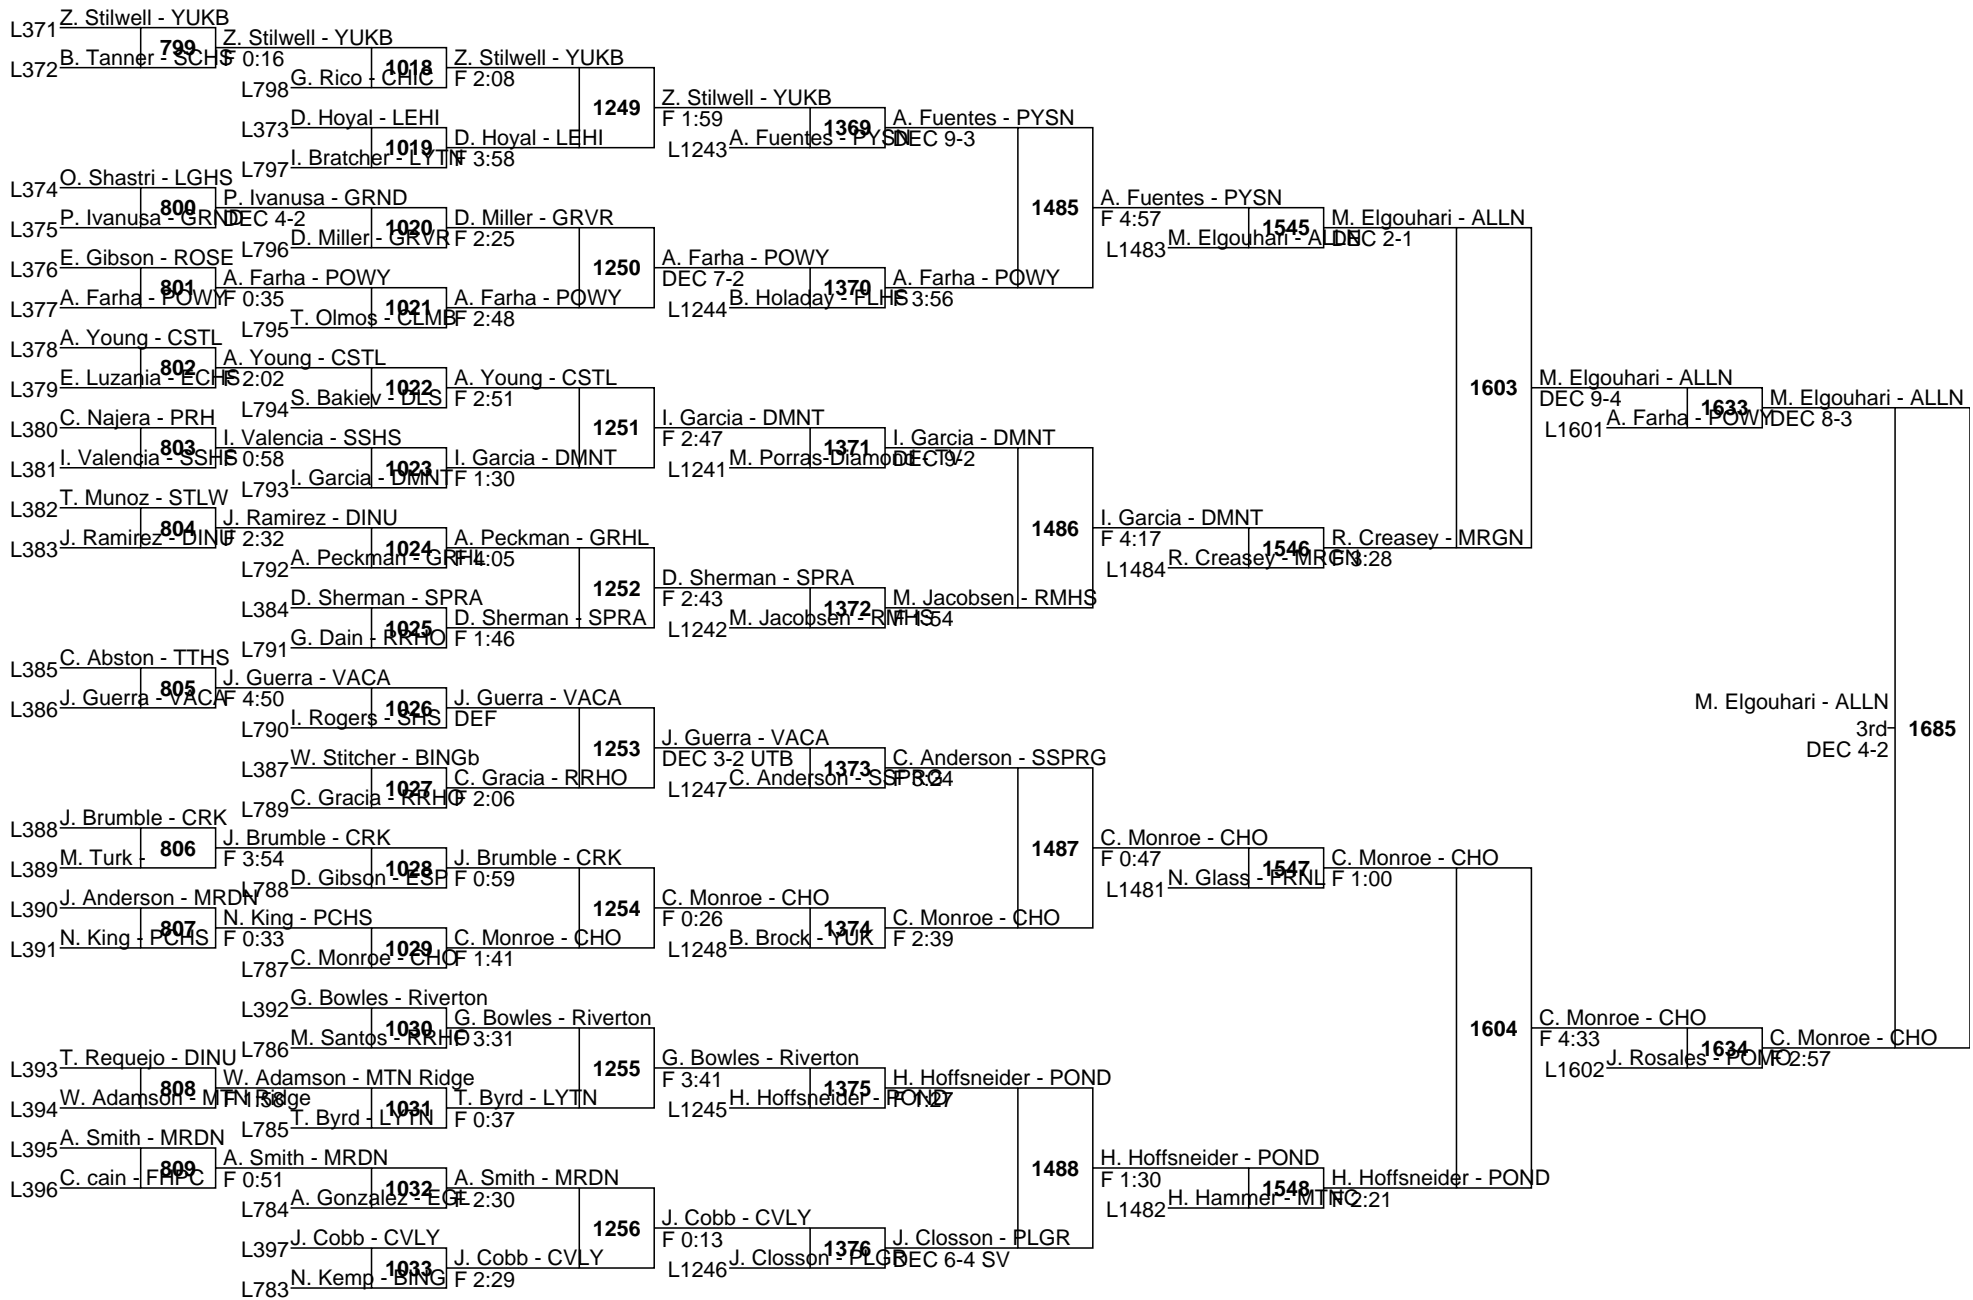 Z. Stilwell - YUKB
L371
799
B. Tanner - SCHS
L372
Z. Stilwell - YUKB
F 0:16
1018
G. Rico - CHIC
L798
Z. Stilwell - YUKB
F 2:08
1249
D. Hoyal - LEHI
L373
1019
I. Bratcher - LYTN
L797
D. Hoyal - LEHI
F 3:58
Z. Stilwell - YUKB
F 1:59
1369
A. Fuentes - PYSN
L1243
A. Fuentes - PYSN
DEC 9-3
O. Shastri - LGHS
L374
800
P. Ivanusa - GRND
L375
P. Ivanusa - GRND
DEC 4-2
1020
D. Miller - GRVR
L796
D. Miller - GRVR
F 2:25
1250
E. Gibson - ROSE
L376
801
A. Farha - POWY
L377
A. Farha - POWY
F 0:35
1021
T. Olmos - CLMB
L795
A. Farha - POWY
F 2:48
A. Farha - POWY
DEC 7-2
1370
B. Holaday - FLHS
L1244
A. Farha - POWY
F 3:56
1485
A. Fuentes - PYSN
F 4:57
1545
M. Elgouhari - ALLN
L1483
M. Elgouhari - ALLN
DEC 2-1
A. Young - CSTL
L378
802
E. Luzania - ECHS
L379
A. Young - CSTL
F 2:02
1022
S. Bakiev - DLS
L794
A. Young - CSTL
F 2:51
1251
C. Najera - PRH
L380
803
I. Valencia - SSHS
L381
I. Valencia - SSHS
F 0:58
1023
I. Garcia - DMNT
L793
I. Garcia - DMNT
F 1:30
I. Garcia - DMNT
F 2:47
1371
M. Porras-Diamond - TV
L1241
I. Garcia - DMNT
DEC 9-2
1486
T. Munoz - STLW
L382
804
J. Ramirez - DINU
L383
J. Ramirez - DINU
F 2:32
1024
A. Peckman - GRHL
L792
A. Peckman - GRHL
F 4:05
1252
D. Sherman - SPRA
L384
1025
G. Dain - RRHO
L791
D. Sherman - SPRA
F 1:46
D. Sherman - SPRA
F 2:43
1372
M. Jacobsen - RMHS
L1242
M. Jacobsen - RMHS
F 1:54
I. Garcia - DMNT
F 4:17
1546
R. Creasey - MRGN
L1484
R. Creasey - MRGN
F 3:28
1603
M. Elgouhari - ALLN
DEC 9-4
1633
A. Farha - POWY
L1601
M. Elgouhari - ALLN
DEC 8-3
C. Abston - TTHS
L385
805
J. Guerra - VACA
L386
J. Guerra - VACA
F 4:50
1026
I. Rogers - SHS
L790
J. Guerra - VACA
DEF
1253
W. Stitcher - BINGb
L387
1027
C. Gracia - RRHO
L789
C. Gracia - RRHO
F 2:06
J. Guerra - VACA
DEC 3-2 UTB
1373
C. Anderson - SSPRG
L1247
C. Anderson - SSPRG
F 3:24
M. Elgouhari - ALLN
3rd
1685
DEC 4-2
J. Brumble - CRK
L388
806
M. Turk -
L389
J. Brumble - CRK
F 3:54
1028
D. Gibson - ESP
L788
J. Brumble - CRK
F 0:59
1254
J. Anderson - MRDN
L390
807
N. King - PCHS
L391
N. King - PCHS
F 0:33
1029
C. Monroe - CHO
L787
C. Monroe - CHO
F 1:41
C. Monroe - CHO
F 0:26
1374
B. Brock - YUK
L1248
C. Monroe - CHO
F 2:39
1487
C. Monroe - CHO
F 0:47
1547
N. Glass - FRNL
L1481
C. Monroe - CHO
F 1:00
G. Bowles - Riverton
L392
1030
M. Santos - RRHO
L786
G. Bowles - Riverton
F 3:31
1255
T. Requejo - DINU
L393
808
W. Adamson - MTN Ridge
L394
W. Adamson - MTN Ridge
F 1:58
1031
T. Byrd - LYTN
L785
T. Byrd - LYTN
F 0:37
G. Bowles - Riverton
F 3:41
1375
H. Hoffsneider - POND
L1245
H. Hoffsneider - POND
F 1:27
1488
A. Smith - MRDN
L395
809
C. cain - FHPC
L396
A. Smith - MRDN
F 0:51
1032
A. Gonzalez - EGL
L784
A. Smith - MRDN
F 2:30
1256
J. Cobb - CVLY
L397
1033
N. Kemp - BING
L783
J. Cobb - CVLY
F 2:29
J. Cobb - CVLY
F 0:13
1376
J. Closson - PLGR
L1246
J. Closson - PLGR
DEC 6-4 SV
H. Hoffsneider - POND
F 1:30
1548
H. Hammer - MTNC
L1482
H. Hoffsneider - POND
F 2:21
1604
C. Monroe - CHO
F 4:33
1634
J. Rosales - POMO
L1602
C. Monroe - CHO
F 2:57